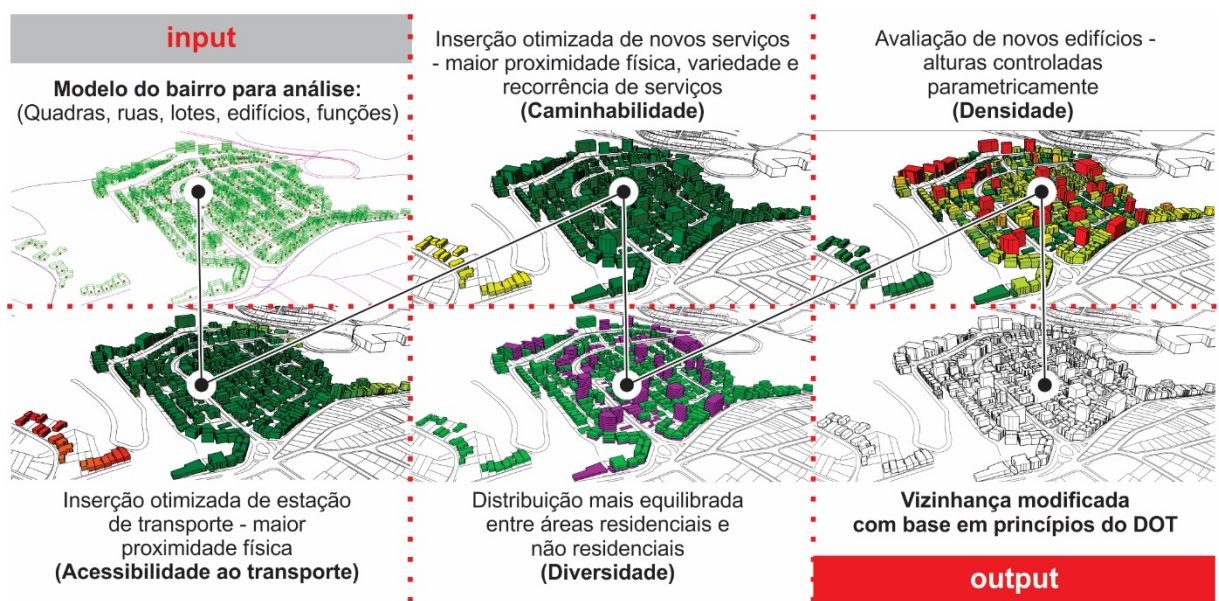 input
Modelo do bairro para análise:
(Quadras, ruas, lotes, edifícios, funções)
Inserção otimizada de estação
de transporte - maior
proximidade física
(Acessibilidade ao transporte)
Inserção otimizada de novos serviços
- maior proximidade física, variedade e
recorrência de serviços
(Caminhabilidade)
Distribuição mais equilibrada
entre áreas residenciais e
não residenciais
(Diversidade)
Avaliação de novos edifícios -
alturas controladas
parametricamente
(Densidade)
Vizinhança modificada
com base em princípios do DOT
output